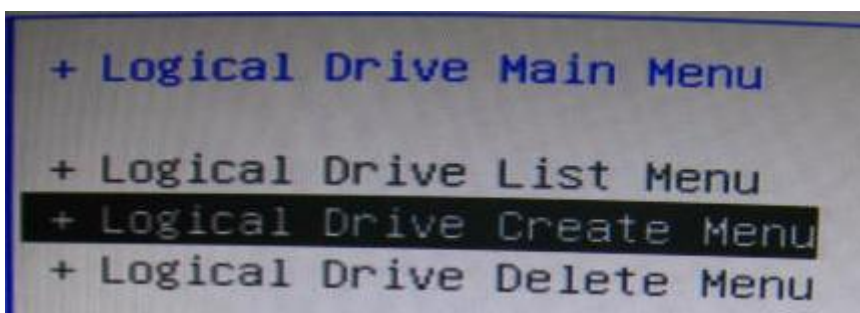 + Logical Drive Main Menu
+ Logical Drive List Menu
+ Logical Drive Create Menu
+ Logical Drive Delete Menu